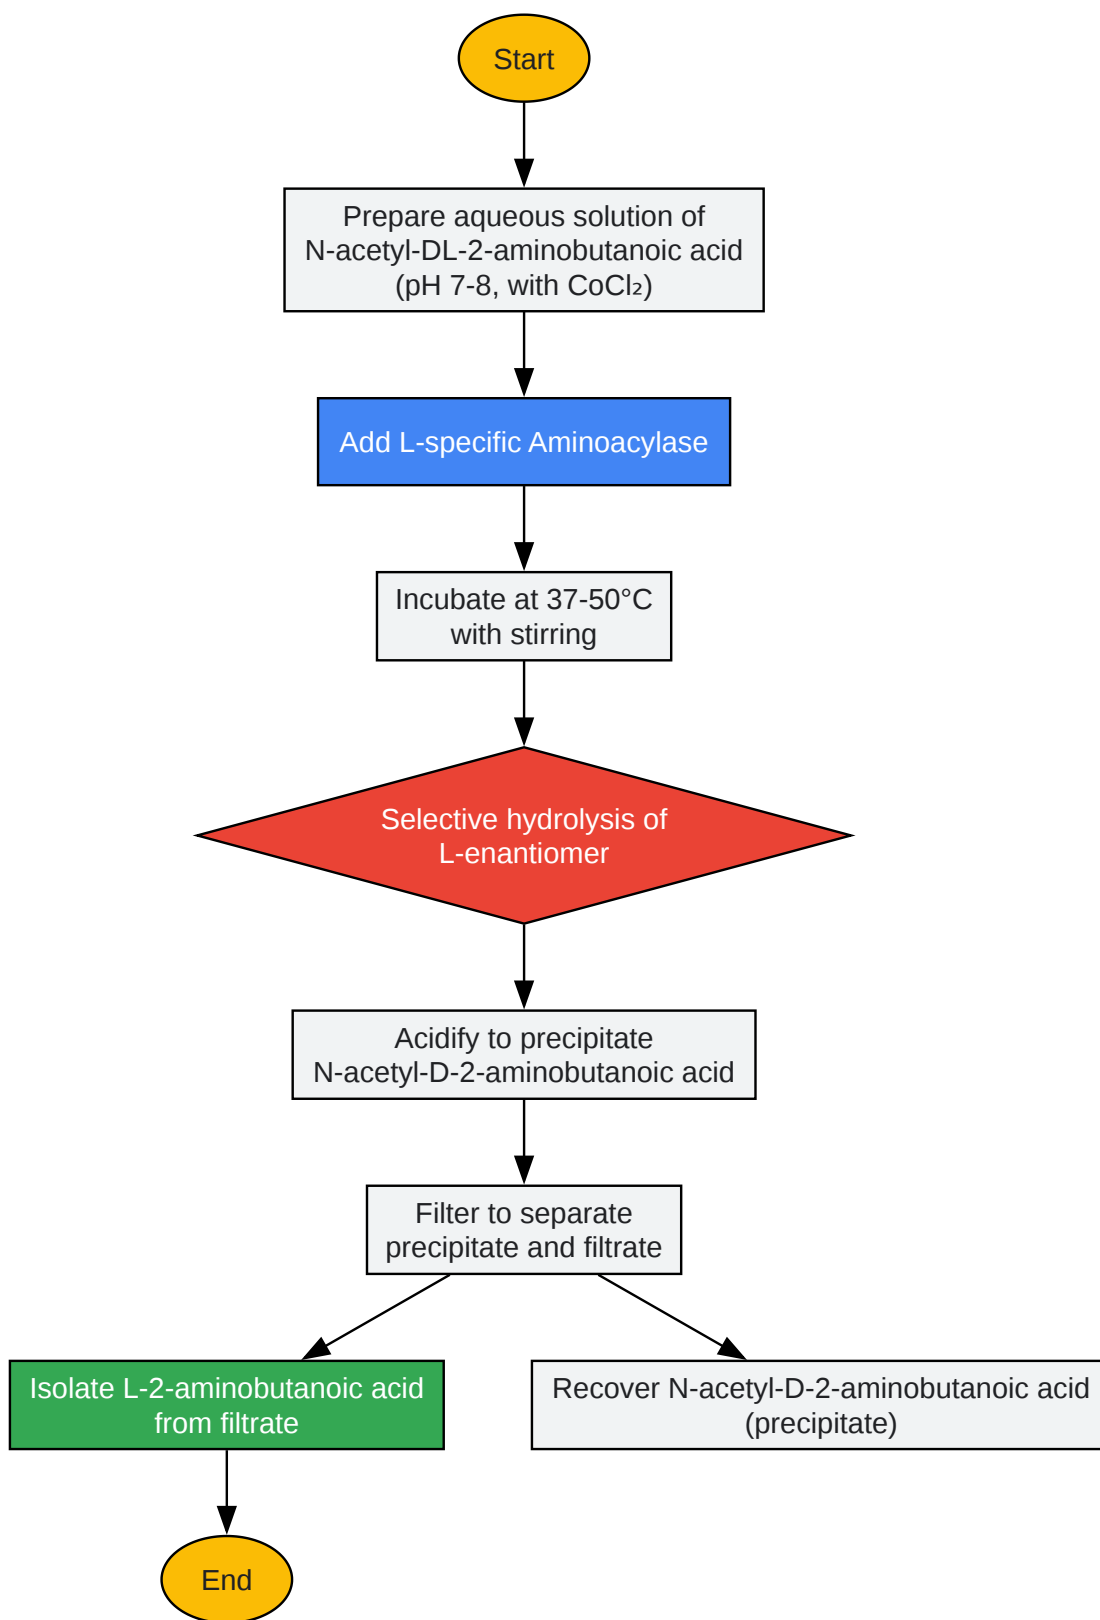 Start
Prepare aqueous solution of
N-acetyl-DL-2-aminobutanoic acid
(pH 7-8, with CoCl₂)
Add L-specific Aminoacylase
Incubate at 37-50°C
with stirring
Selective hydrolysis of
L-enantiomer
Acidify to precipitate
N-acetyl-D-2-aminobutanoic acid
Filter to separate
precipitate and filtrate
Isolate L-2-aminobutanoic acid
from filtrate
Recover N-acetyl-D-2-aminobutanoic acid
(precipitate)
End